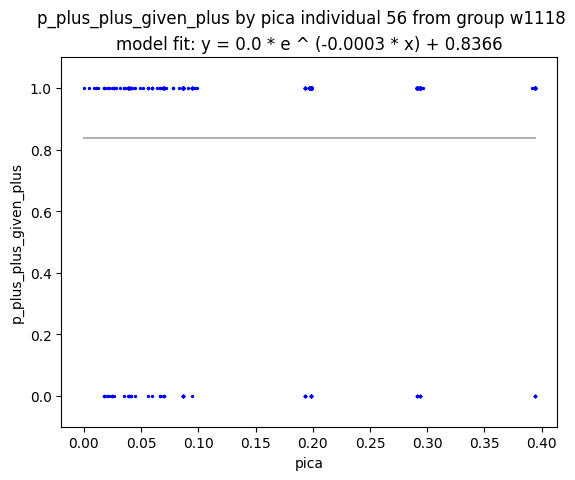 p_plus_plus_given_plus by pica individual 56 from group w1118
model fit: y = 0.0 * e ^ (-0.0003 * x) + 0.8366
p_plus_plus_given_plus
1.0
0.8
0.6
0.4
0.2
0.0
0.00 0.05 0.10 0.15 0.20 0.25 0.30 0.35 0.40
pica